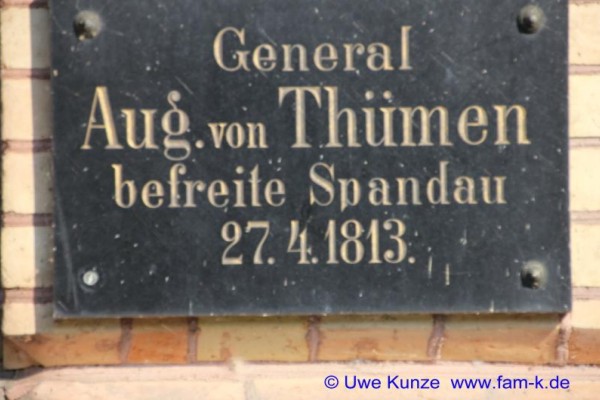 General
Aug. von Thümen
befreite Spandau
27. 4. 1813.
© Uwe Kunze www.fam-k.de